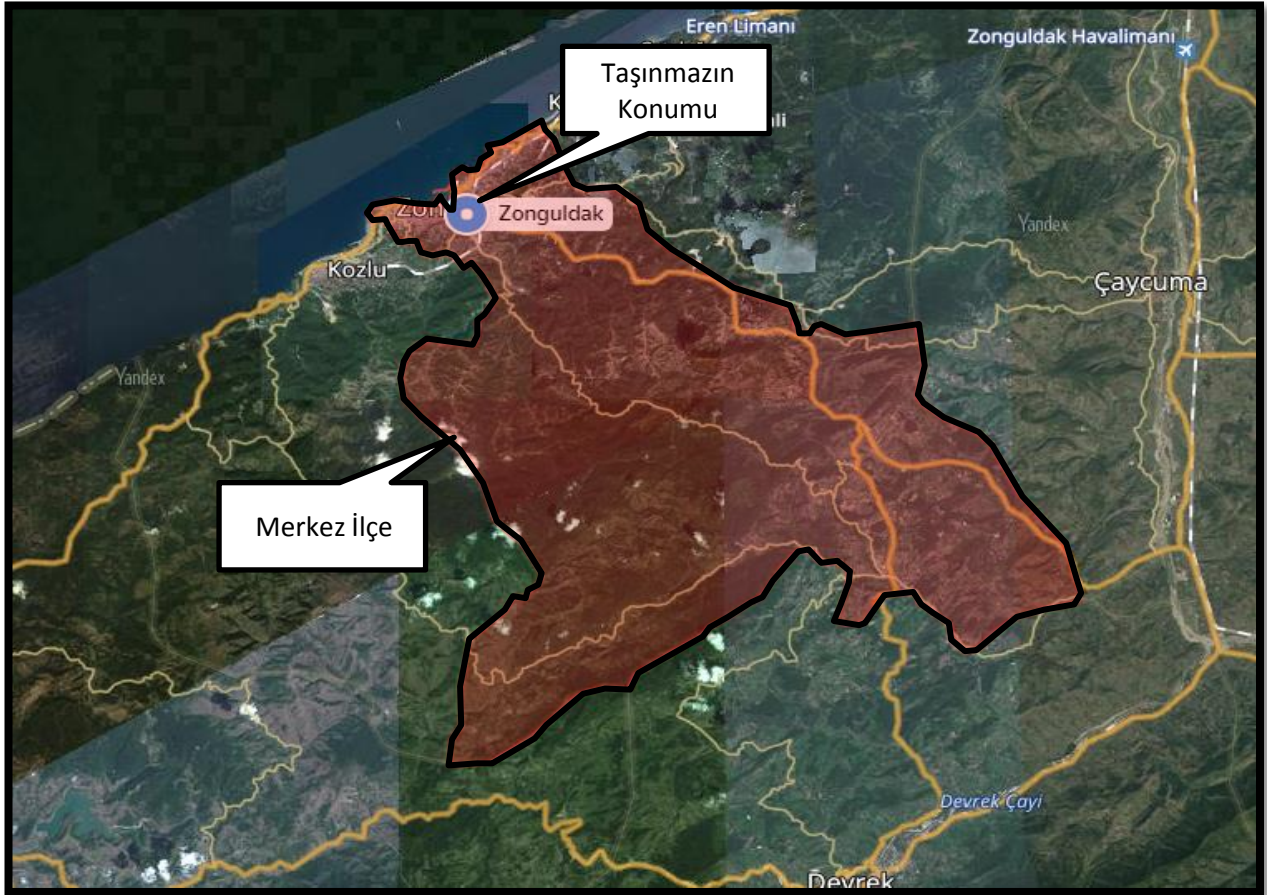 Eren Limanı
Zonguldak Havalimanı
Taşınmazın
Konumu
Zonguldak
Yandex
Kozlu
Çaycuma
Yandex
Merkez İlçe
Devrek Çayi
Devrek